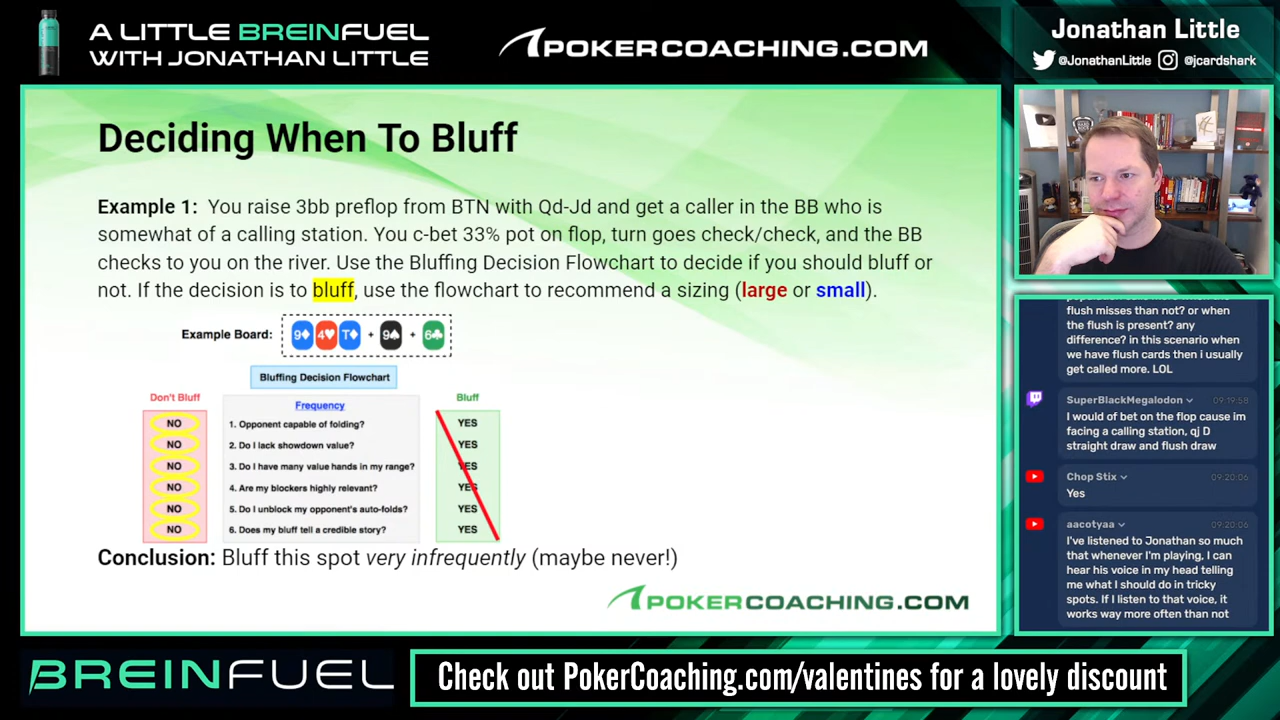 A LITTLE BREINFUEL
WITH JONATHAN LITTLE
POKERCOACHING.COM
Jonathan Little
@JonathanLittle
@jcardshark
Deciding When To Bluff
Example 1: You raise 3bb preflop from BTN with Qd-Jd and get a caller in the BB who is
somewhat of a calling station. You c-bet 33% pot on flop, turn goes check/check, and the BB
checks to you on the river. Use the Bluffing Decision Flowchart to decide if you should bluff or
not. If the decision is to bluff, use the flowchart to recommend a sizing (large or small).
Example Board: 9♦ 4♥ T♦ + 9♠ + 6♣
Bluffing Decision Flowchart
Don't Bluff
Frequency
Bluff
NO 1. Opponent capable of folding? YES
NO 2. Do I lack showdown value? YES
NO 3. Do I have many value hands in my range? YES
NO 4. Are my blockers highly relevant? YES
NO 5. Do I unblock my opponent's auto-folds? YES
NO 6. Does my bluff tell a credible story? YES
Conclusion: Bluff this spot very infrequently (maybe never!)
POKERCOACHING.COM
flush misses than not? or when
the flush is present? any
difference? in this scenario when
we have flush cards then i usually
get called more. LOL
SuperBlackMegalodon 09:19:58
I would of bet on the flop cause im
facing a calling station, qj D
straight draw and flush draw
Chop Stix 09:20:06
Yes
aacotyaa 09:20:06
I've listened to Jonathan so much
that whenever I'm playing, I can
hear his voice in my head telling
me what I should do in tricky
spots. If I listen to that voice, it
works way more often than not
BREINFUEL
Check out PokerCoaching.com/valentines for a lovely discount